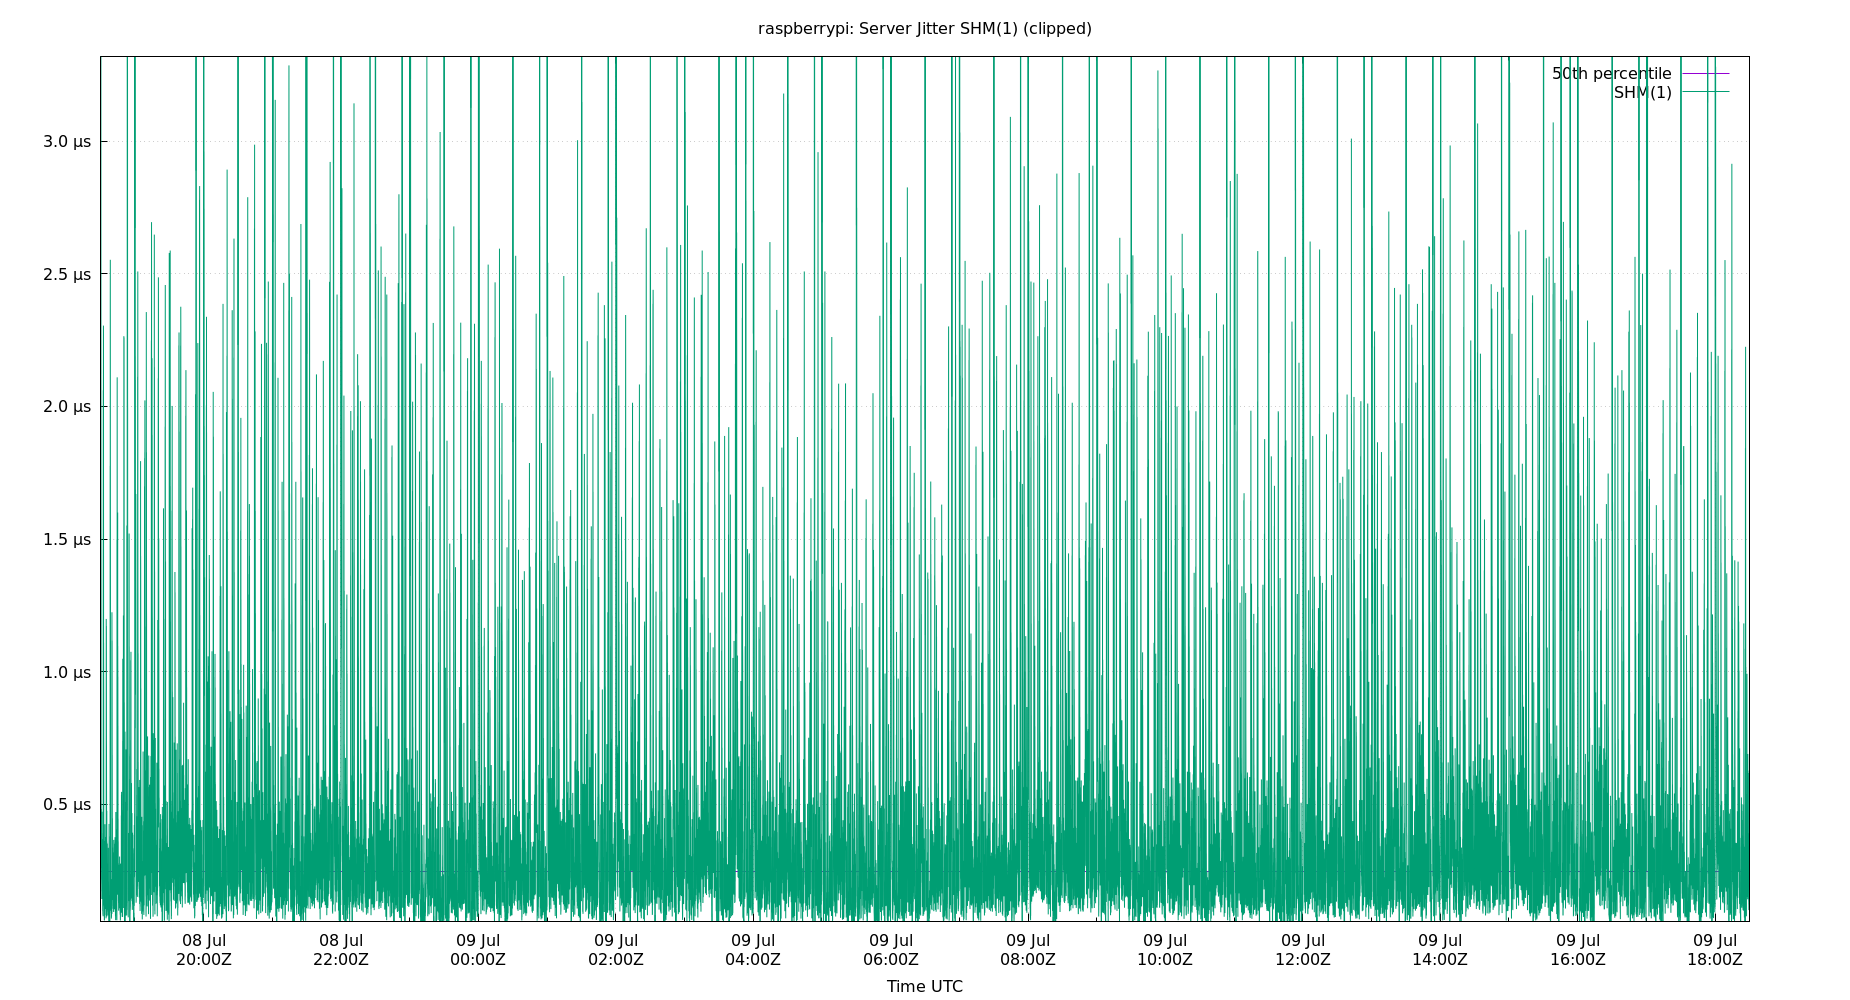 raspberrypi: Server Jitter SHM(1) (clipped)
50th percentile
SHM(1)
3.0 µs
2.5 µs
2.0 µs
1.5 µs
1.0 µs
0.5 µs
08 Jul 08 Jul 09 Jul 09 Jul 09 Jul 09 Jul 09 Jul 09 Jul 09 Jul 09 Jul 09 Jul 09 Jul
20:00Z 22:00Z 00:00Z 02:00Z 04:00Z 06:00Z 08:00Z 10:00Z 12:00Z 14:00Z 16:00Z 18:00Z
Time UTC